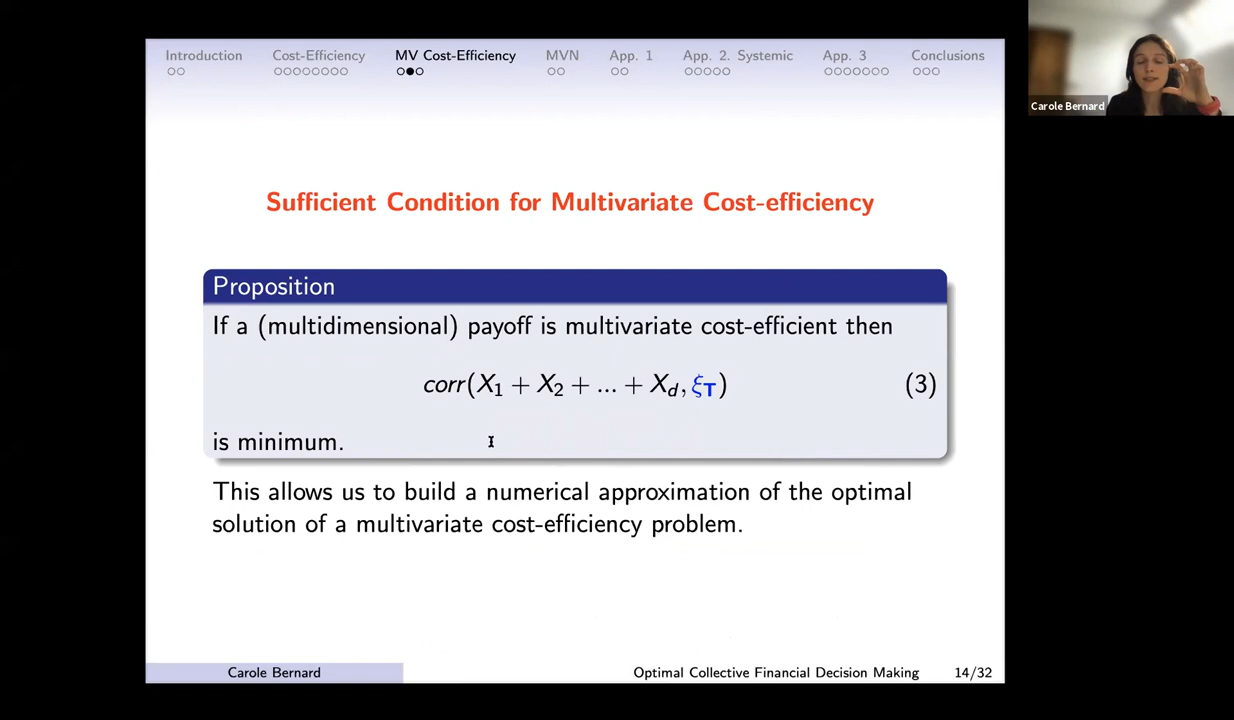 Introduction Cost-Efficiency MV Cost-Efficiency MVN App. 1 App. 2. Systemic App. 3 Conclusions
Carole Bernard
Sufficient Condition for Multivariate Cost-efficiency
Proposition
If a (multidimensional) payoff is multivariate cost-efficient then
corr(X₁ + X₂ + ... + X_d, ξ_T) (3)
is minimum.
This allows us to build a numerical approximation of the optimal
solution of a multivariate cost-efficiency problem.
Carole Bernard Optimal Collective Financial Decision Making 14/32